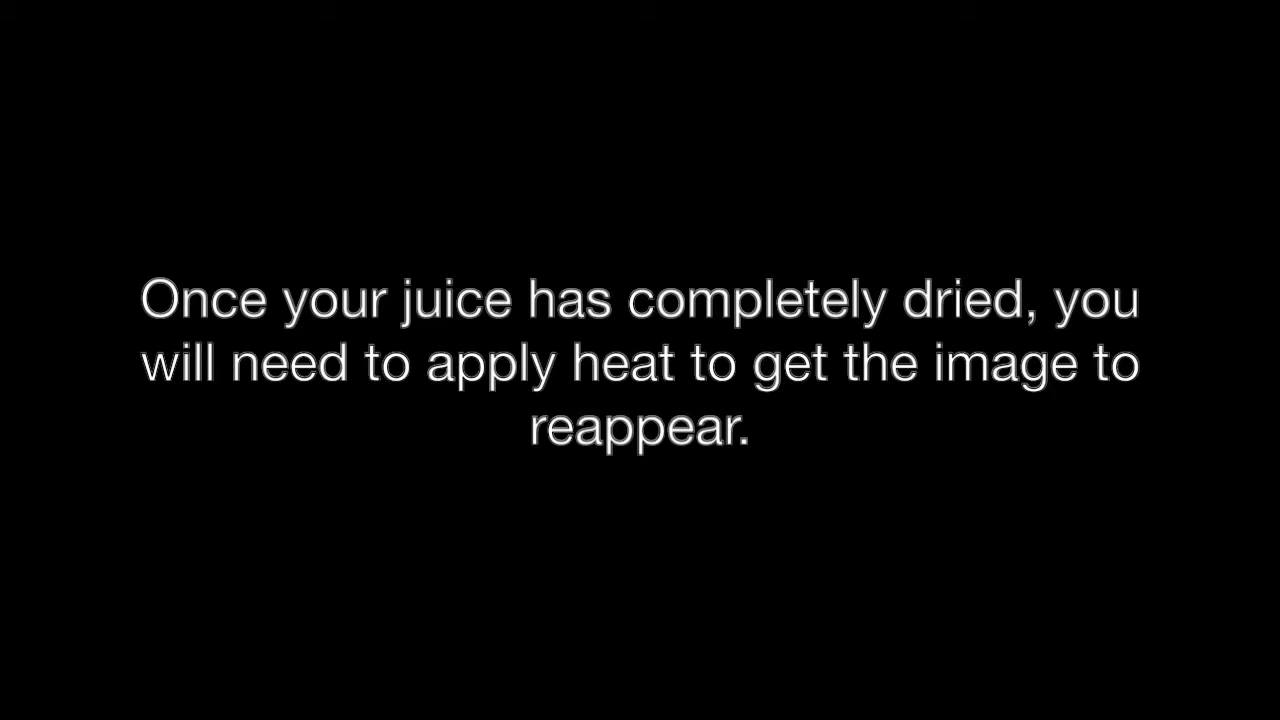 Once your juice has completely dried, you
will need to apply heat to get the image to
reappear.